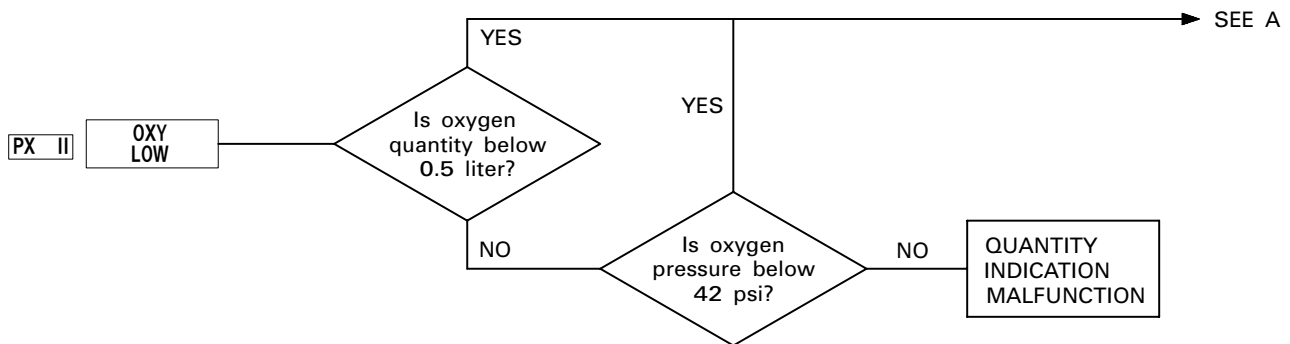 SEE A
YES
YES
Is oxygen
quantity below
0.5 liter?
PX II
OXY
LOW
NO
Is oxygen
pressure below
42 psi?
NO
QUANTITY
INDICATION
MALFUNCTION